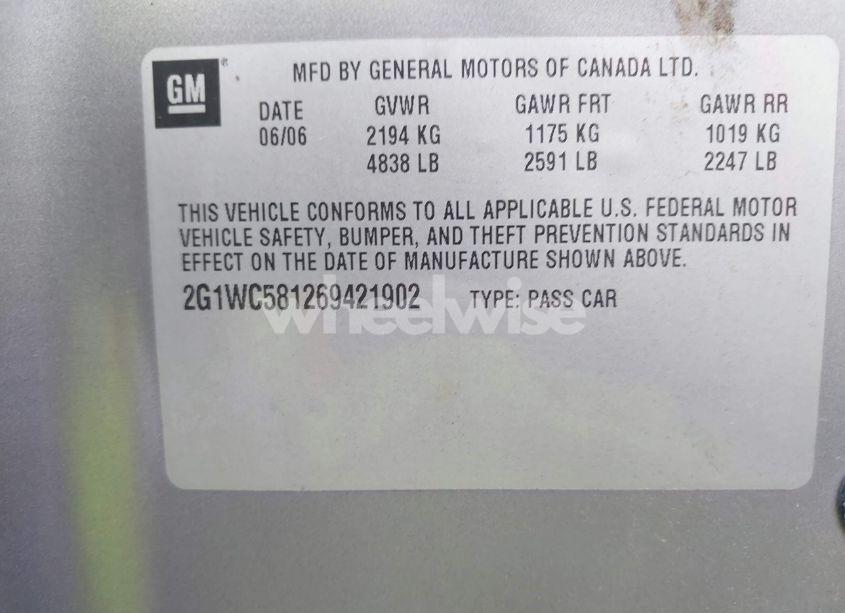 GM®
MFD BY GENERAL MOTORS OF CANADA LTD.
DATE GVWR GAWR FRT GAWR RR
06/06 2194 KG 1175 KG 1019 KG
4838 LB 2591 LB 2247 LB
THIS VEHICLE CONFORMS TO ALL APPLICABLE U.S. FEDERAL MOTOR
VEHICLE SAFETY, BUMPER, AND THEFT PREVENTION STANDARDS IN
EFFECT ON THE DATE OF MANUFACTURE SHOWN ABOVE.
2G1WC581269421902 TYPE: PASS CAR
wheelwise